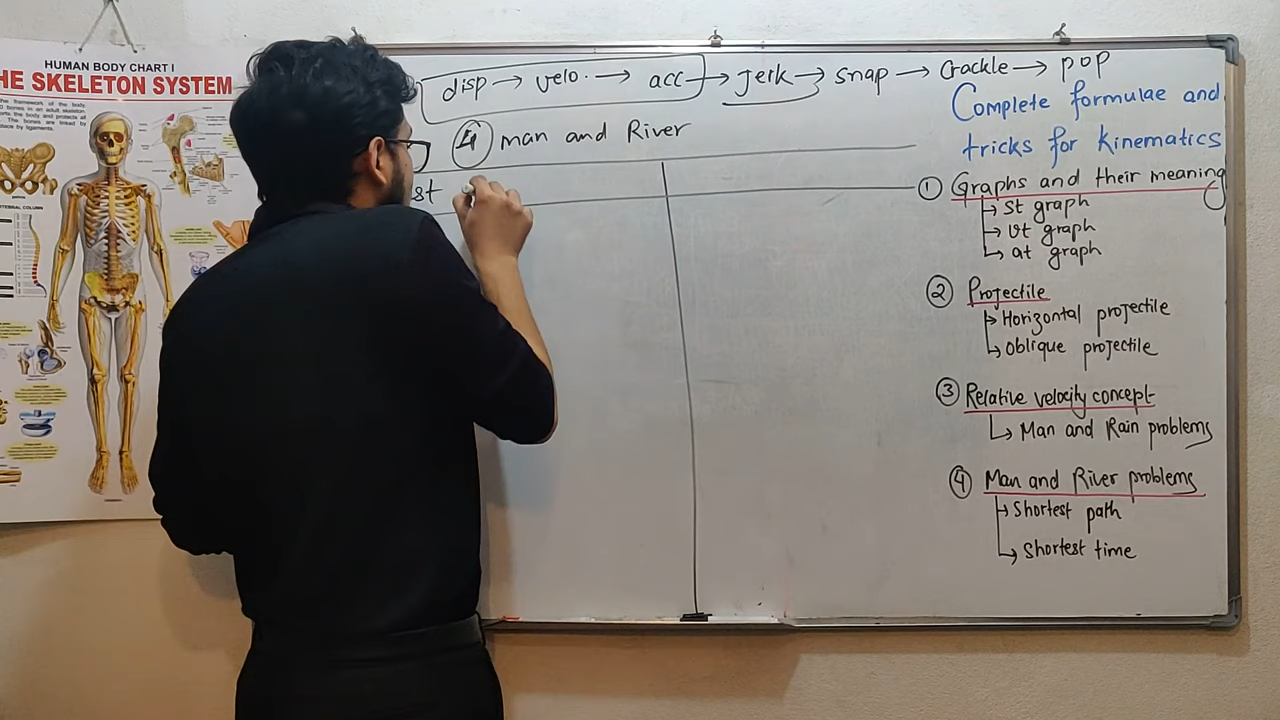 HUMAN BODY CHART I
HE SKELETON SYSTEM
disp → velo. → acc → Jerk → Snap → Crackle → pop
④ man and River
st
Complete formulae and
tricks for kinematics
① Graphs and their meaning
→ st graph
→ vt graph
→ at graph
② Projectile
→ Horizontal projectile
→ Oblique projectile
③ Relative velocity concept
→ Man and Rain problems
④ Man and River problems
→ Shortest path
→ Shortest time